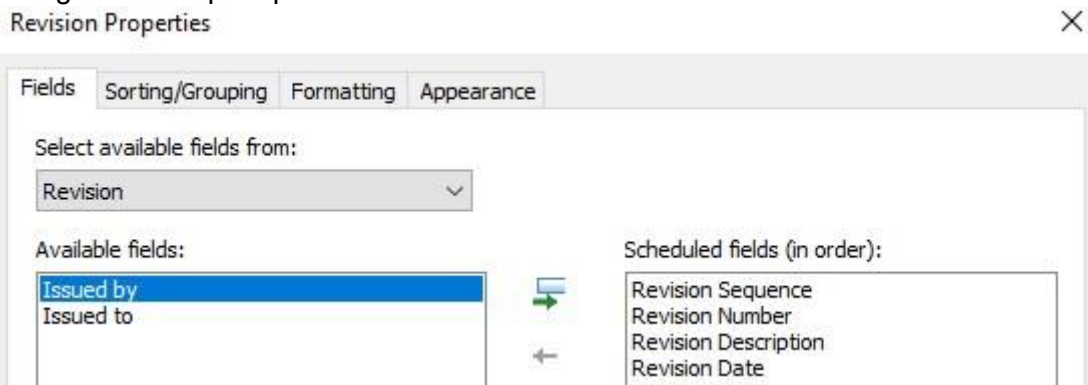 Revision Properties
Fields Sorting/Grouping Formatting Appearance
Select available fields from:
Revision
Available fields:
Issued by
Issued to
Scheduled fields (in order):
Revision Sequence
Revision Number
Revision Description
Revision Date